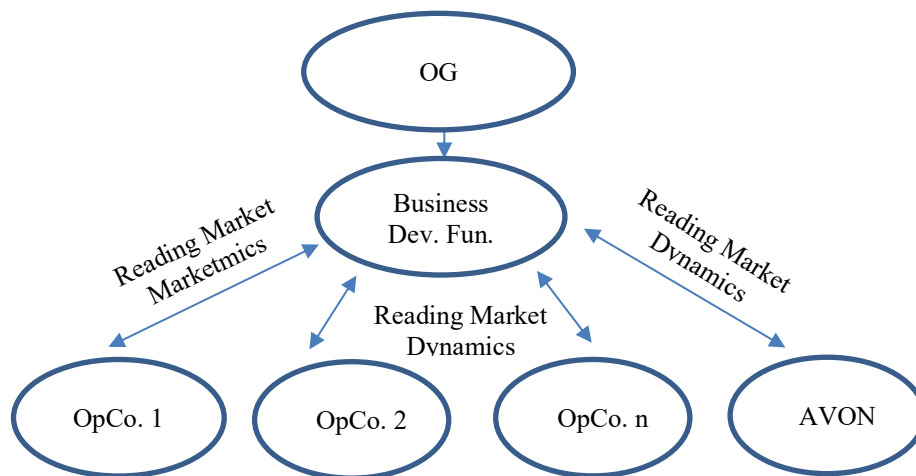 OG
Business
Dev. Fun.
Reading Market
Marketmics
Reading Market
Dynamics
Reading Market
Dynamics
OpCo. 1
OpCo. 2
OpCo. n
AVON